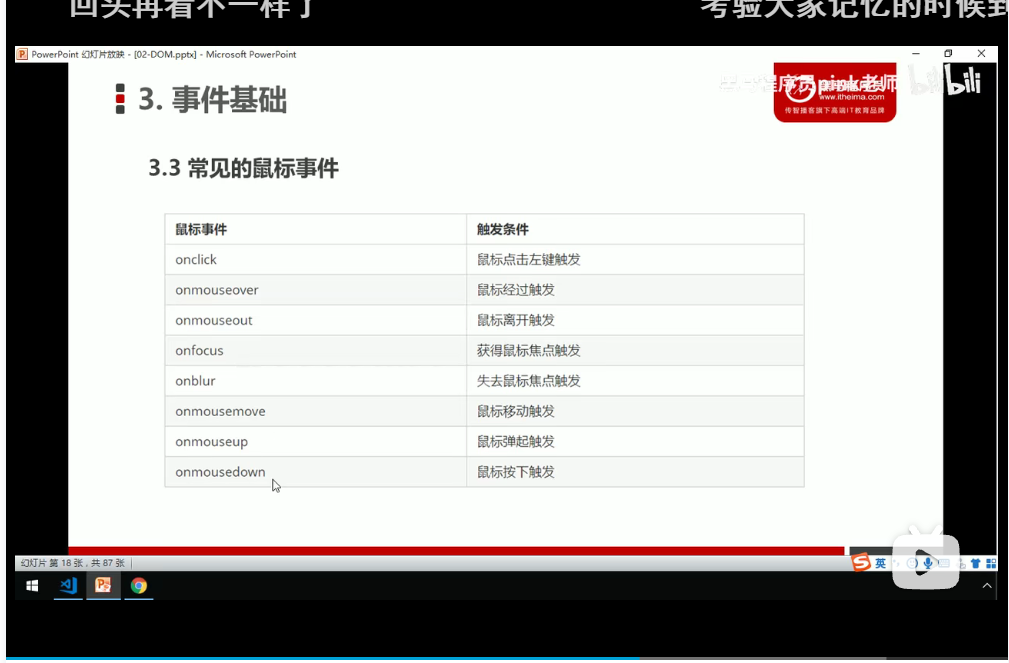 回头再看不一样了
考验大家记忆的时候到
PowerPoint 幻灯片放映 - [02-DOM.pptx] - Microsoft PowerPoint
3. 事件基础
程序员pink老师
bilibili
www.itheima.com
传智播客旗下高端IT教育品牌
3.3 常见的鼠标事件
鼠标事件 触发条件
onclick 鼠标点击左键触发
onmouseover 鼠标经过触发
onmouseout 鼠标离开触发
onfocus 获得鼠标焦点触发
onblur 失去鼠标焦点触发
onmousemove 鼠标移动触发
onmouseup 鼠标弹起触发
onmousedown 鼠标按下触发
幻灯片 第 18 张 , 共 87 张
英